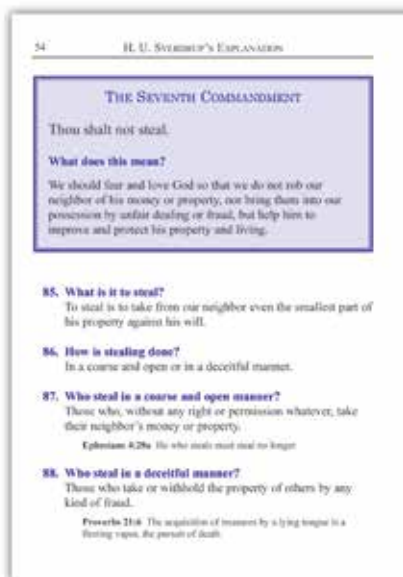 54 H. U. Sverdrup's Explanation
The Seventh Commandment
Thou shalt not steal.
What does this mean?
We should fear and love God so that we do not rob our
neighbor of his money or property, nor bring them into our
possession by unfair dealing or fraud, but help him to
improve and protect his property and living.
85. What is it to steal?
To steal is to take from our neighbor even the smallest part of
his property against his will.
86. How is stealing done?
In a coarse and open or in a deceitful manner.
87. Who steal in a coarse and open manner?
Those who, without any right or permission whatever, take
their neighbor's money or property.
Ephesians 4:28a He who steals must steal no longer
88. Who steal in a deceitful manner?
Those who take or withhold the property of others by any
kind of fraud.
Proverbs 21:6 The acquisition of treasures by a lying tongue is a
fleeting vapor, the pursuit of death.